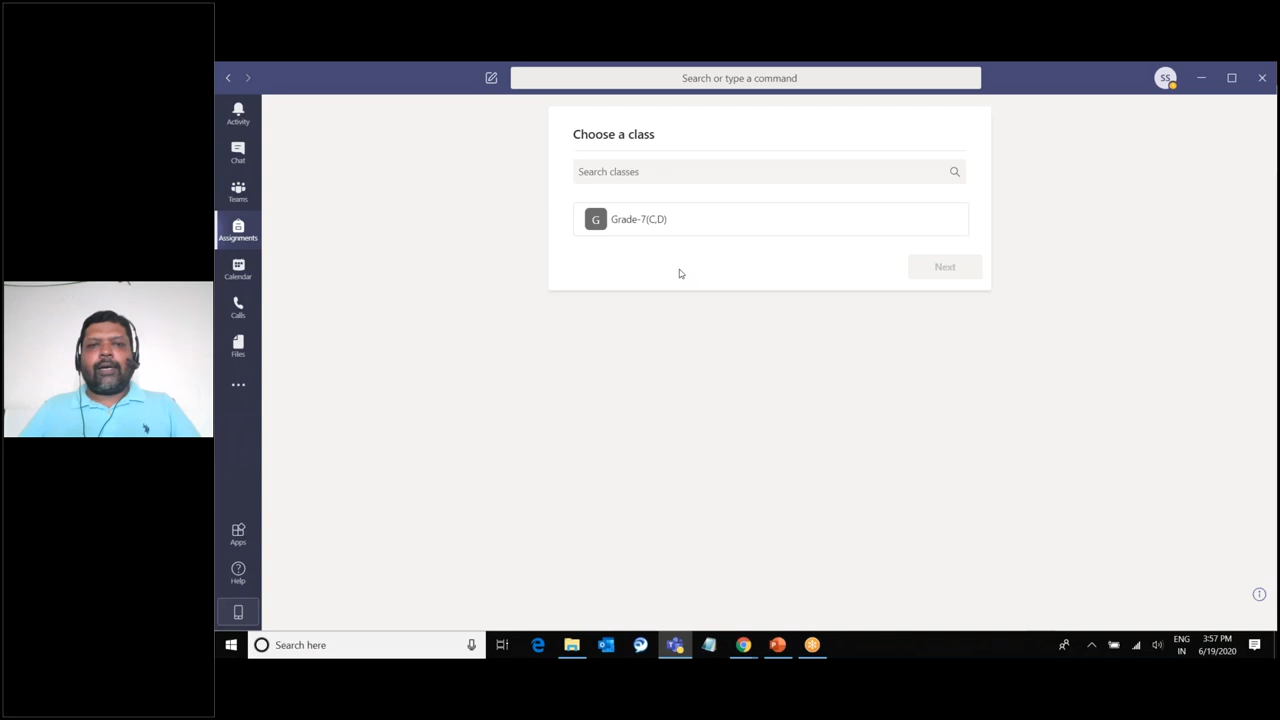 Search or type a command
SS
Activity
Chat
Teams
Assignments
Calendar
Calls
Files
Apps
Help
Choose a class
Search classes
G Grade-7(C,D)
Next
Search here
ENG
IN
3:57 PM
6/19/2020